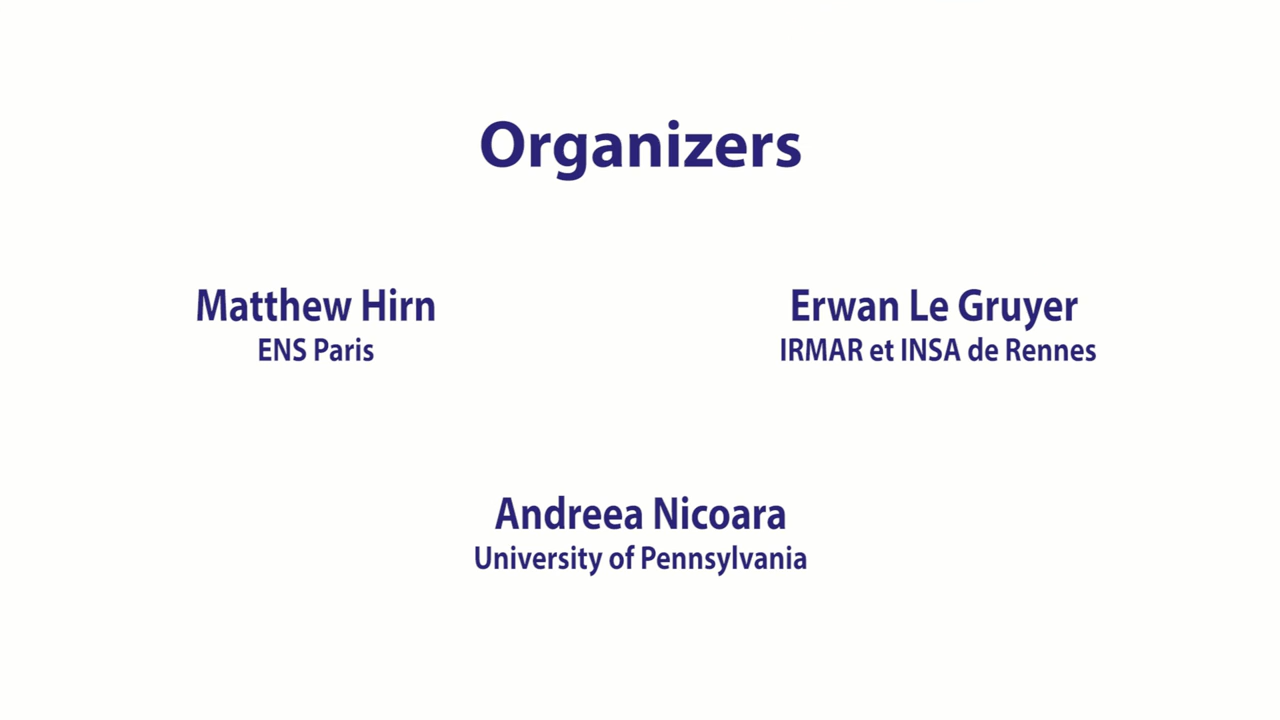 Organizers
Matthew Hirn
ENS Paris
Erwan Le Gruyer
IRMAR et INSA de Rennes
Andreea Nicoara
University of Pennsylvania